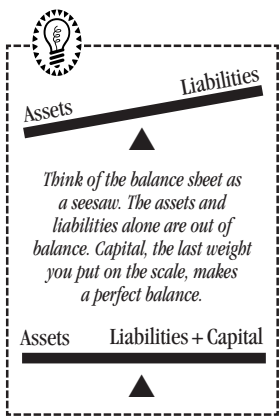 Assets Liabilities
Think of the balance sheet as
a seesaw. The assets and
liabilities alone are out of
balance. Capital, the last weight
you put on the scale, makes
a perfect balance.
Assets Liabilities + Capital